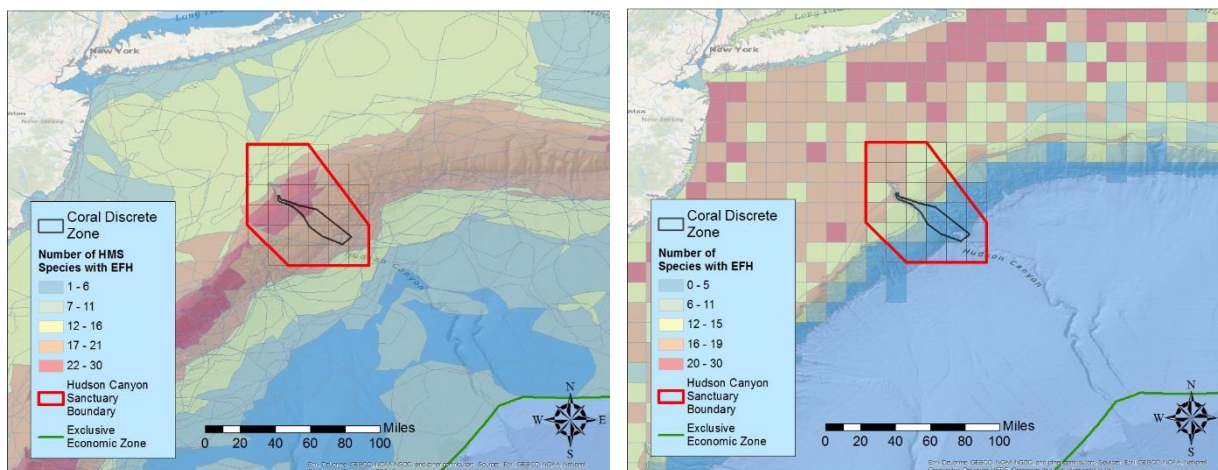 Long Island
New York
New Jersey
Coral Discrete
Zone
Number of HMS
Species with EFH
1 - 6
7 - 11
12 - 16
17 - 21
22 - 30
Hudson Canyon
Sanctuary
Boundary
Exclusive
Economic Zone
Hudson Canyon
Miles
0 20 40 60 80 100
N
W E
S
Long Island
New York
Coral Discrete
Zone
Number of
Species with EFH
0 - 5
6 - 11
12 - 15
16 - 19
20 - 30
Hudson Canyon
Sanctuary
Boundary
Exclusive
Economic Zone
Hudson Canyon
Miles
0 20 40 60 80 100
N
W E
S